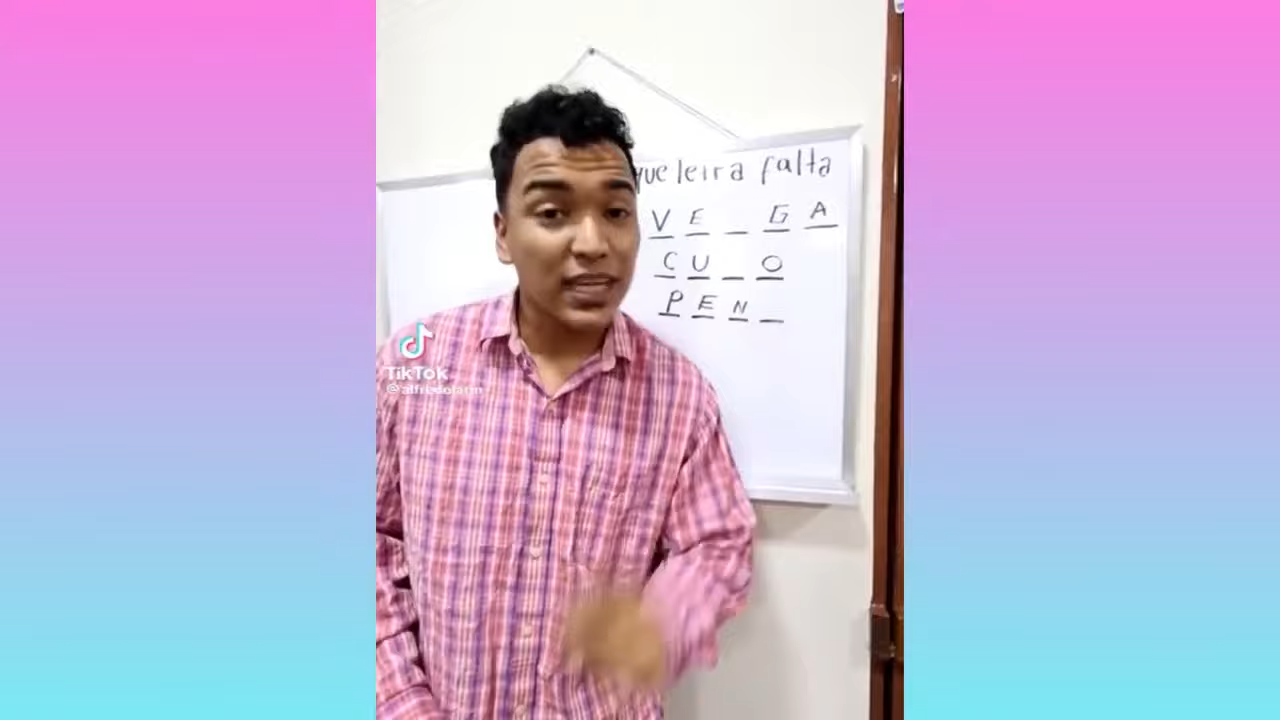 que letra falta
V E _ G A
C U _ O
P E N _
TikTok